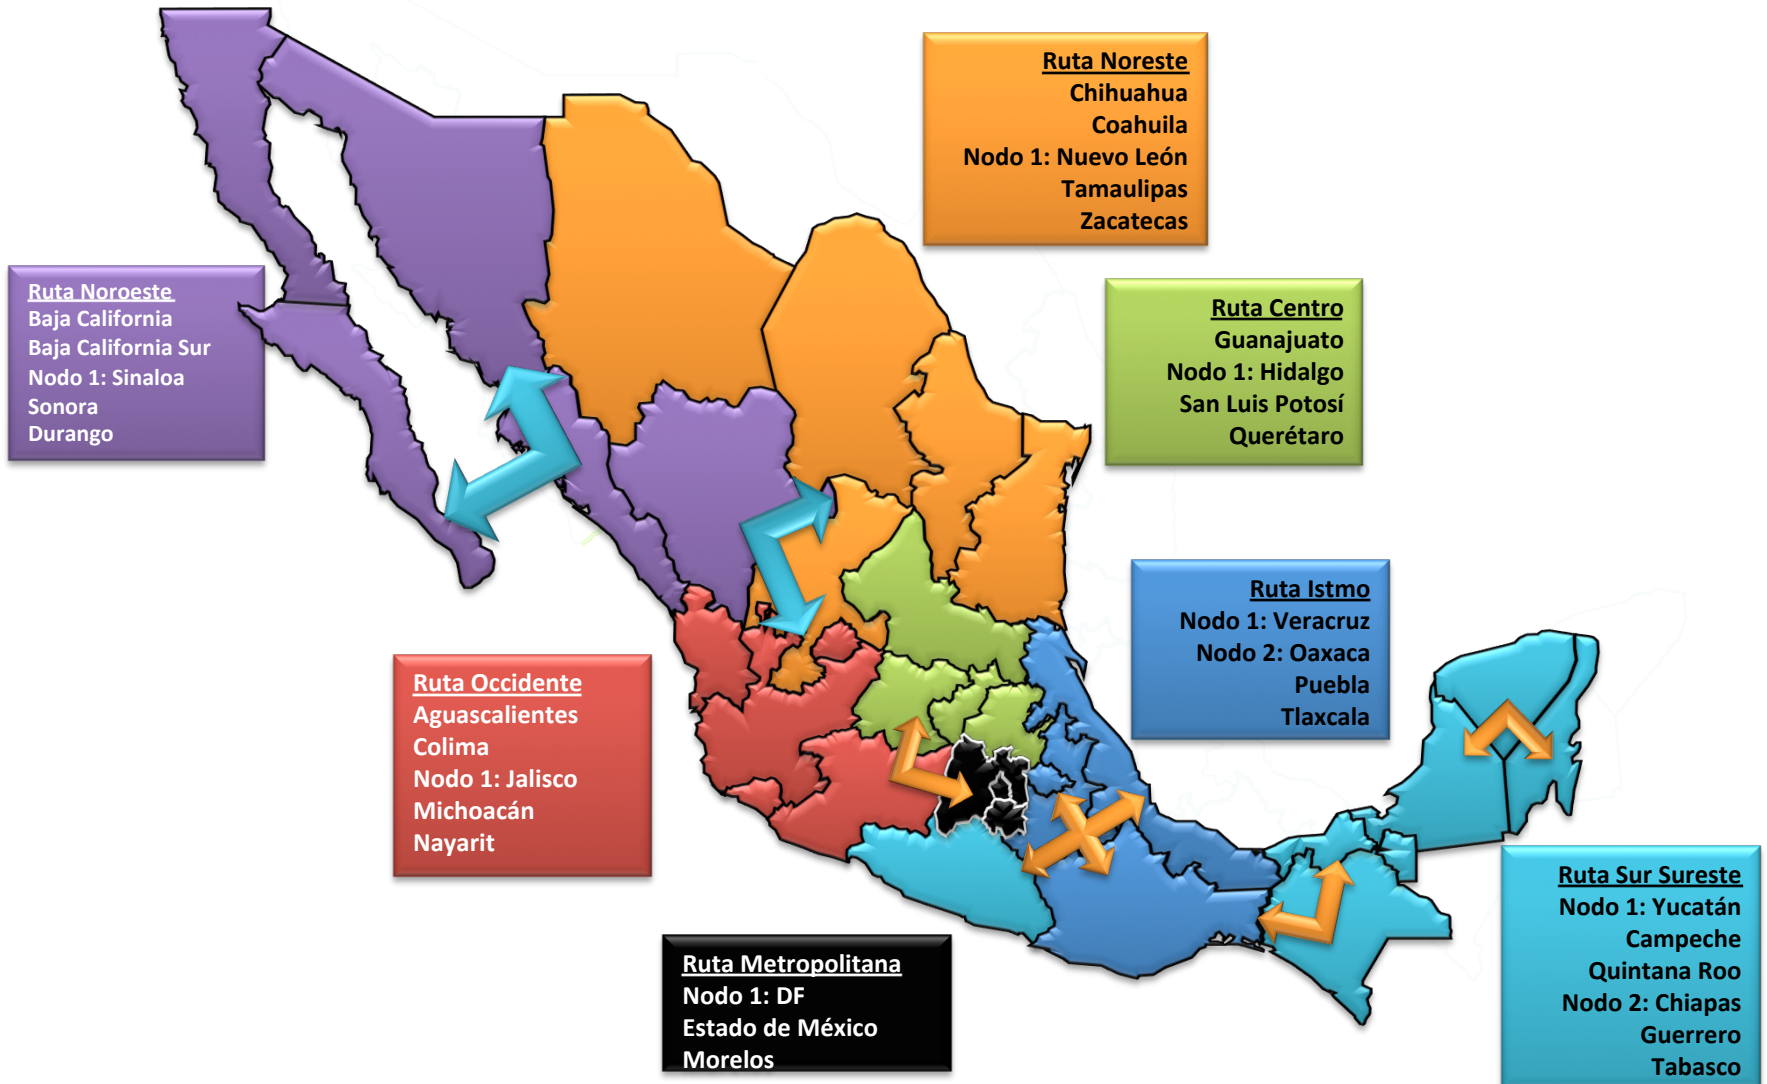 Ruta Noreste
Chihuahua
Coahuila
Nodo 1: Nuevo León
Tamaulipas
Zacatecas
Ruta Noroeste
Baja California
Baja California Sur
Nodo 1: Sinaloa
Sonora
Durango
Ruta Centro
Guanajuato
Nodo 1: Hidalgo
San Luis Potosí
Querétaro
Ruta Istmo
Nodo 1: Veracruz
Nodo 2: Oaxaca
Puebla
Tlaxcala
Ruta Occidente
Aguascalientes
Colima
Nodo 1: Jalisco
Michoacán
Nayarit
Ruta Sur Sureste
Nodo 1: Yucatán
Campeche
Quintana Roo
Nodo 2: Chiapas
Guerrero
Tabasco
Ruta Metropolitana
Nodo 1: DF
Estado de México
Morelos